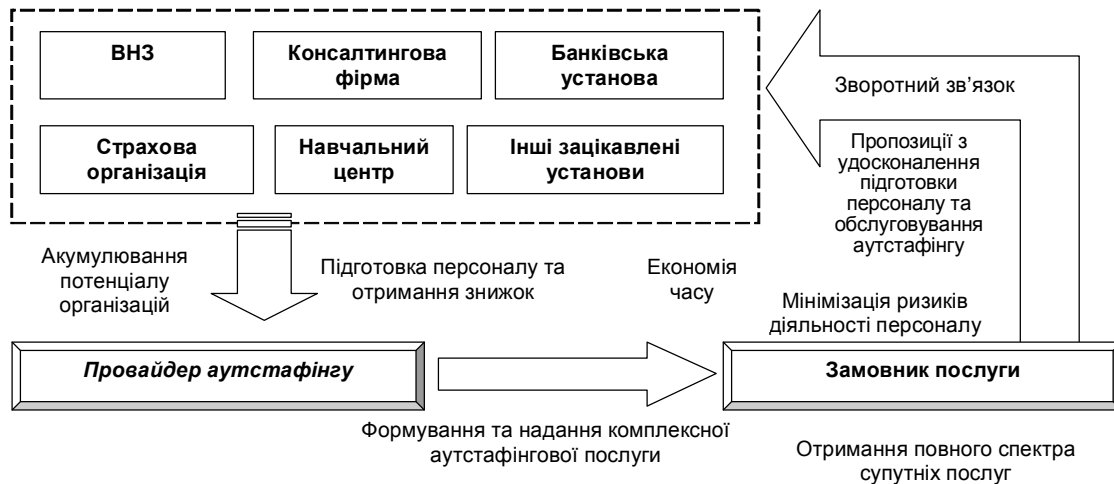 ВНЗ
Консалтингова
фірма
Банківська
установа
Страхова
організація
Навчальний
центр
Інші зацікавлені
установи
Зворотний зв’язок
Пропозиції з
удосконалення
підготовки
персоналу та
обслуговування
аутстафінгу
Акумулювання
потенціалу
організацій
Підготовка персоналу та
отримання знижок
Економія
часу
Мінімізація ризиків
діяльності персоналу
Провайдер аутстафінгу
Замовник послуги
Формування та надання комплексної
аутстафінгової послуги
Отримання повного спектра
супутніх послуг